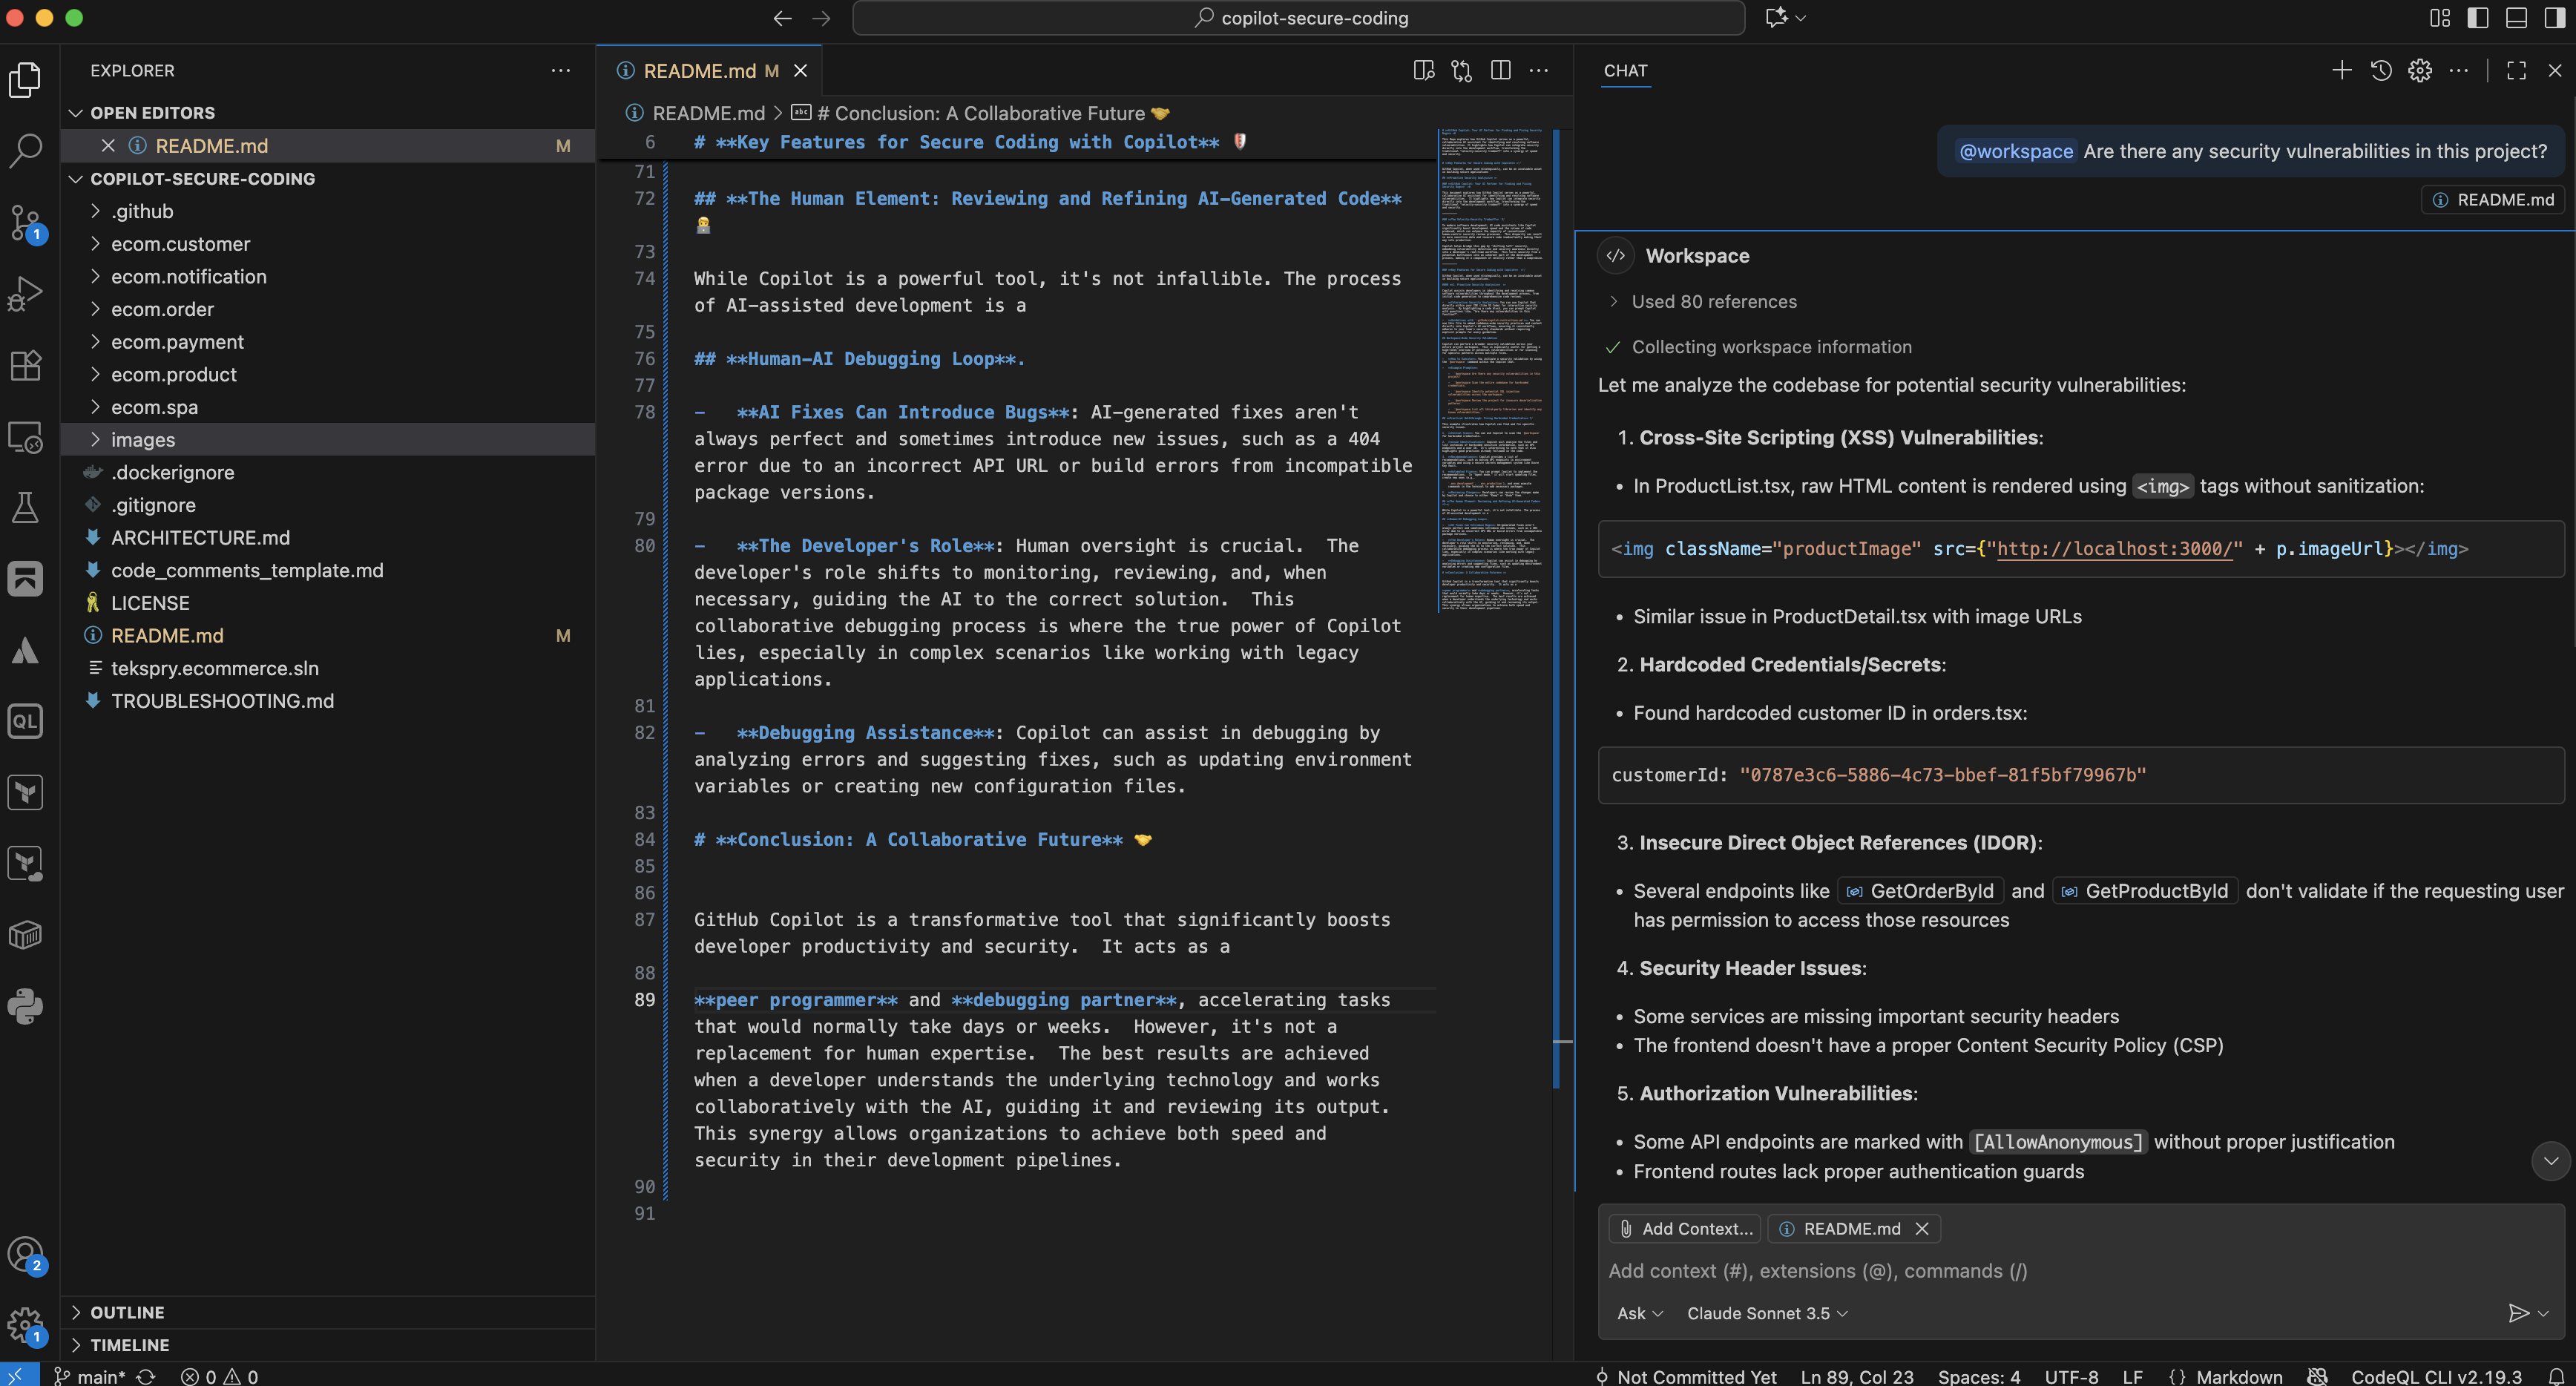 copilot-secure-coding
EXPLORER
OPEN EDITORS
README.md M
COPILOT-SECURE-CODING
.github
ecom.customer
ecom.notification
ecom.order
ecom.payment
ecom.product
ecom.spa
images
.dockerignore
.gitignore
ARCHITECTURE.md
code_comments_template.md
LICENSE
README.md M
tekspry.ecommerce.sln
TROUBLESHOOTING.md
QL
1
2
1
OUTLINE
TIMELINE
README.md M
README.md > abc # Conclusion: A Collaborative Future 🤝
6 # **Key Features for Secure Coding with Copilot** 🛡️
71
72 ## **The Human Element: Reviewing and Refining AI-Generated Code**
👨‍💻
73
74 While Copilot is a powerful tool, it's not infallible. The process
of AI-assisted development is a
75
76 ## **Human-AI Debugging Loop**.
77
78 -   **AI Fixes Can Introduce Bugs**: AI-generated fixes aren't
always perfect and sometimes introduce new issues, such as a 404
error due to an incorrect API URL or build errors from incompatible
package versions.
79
80 -   **The Developer's Role**: Human oversight is crucial.  The
developer's role shifts to monitoring, reviewing, and, when
necessary, guiding the AI to the correct solution.  This
collaborative debugging process is where the true power of Copilot
lies, especially in complex scenarios like working with legacy
applications.
81
82 -   **Debugging Assistance**: Copilot can assist in debugging by
analyzing errors and suggesting fixes, such as updating environment
variables or creating new configuration files.
83
84 # **Conclusion: A Collaborative Future** 🤝
85
86
87 GitHub Copilot is a transformative tool that significantly boosts
developer productivity and security.  It acts as a
88
89 **peer programmer** and **debugging partner**, accelerating tasks
that would normally take days or weeks.  However, it's not a
replacement for human expertise.  The best results are achieved
when a developer understands the underlying technology and works
collaboratively with the AI, guiding it and reviewing its output.
This synergy allows organizations to achieve both speed and
security in their development pipelines.
90
91
CHAT
@workspace Are there any security vulnerabilities in this project?
README.md
Workspace
Used 80 references
Collecting workspace information
Let me analyze the codebase for potential security vulnerabilities:
1. Cross-Site Scripting (XSS) Vulnerabilities:
• In ProductList.tsx, raw HTML content is rendered using <img> tags without sanitization:
<img className="productImage" src={"http://localhost:3000/" + p.imageUrl}></img>
• Similar issue in ProductDetail.tsx with image URLs
2. Hardcoded Credentials/Secrets:
• Found hardcoded customer ID in orders.tsx:
customerId: "0787e3c6-5886-4c73-bbef-81f5bf79967b"
3. Insecure Direct Object References (IDOR):
• Several endpoints like GetOrderById and GetProductById don't validate if the requesting user
has permission to access those resources
4. Security Header Issues:
• Some services are missing important security headers
• The frontend doesn't have a proper Content Security Policy (CSP)
5. Authorization Vulnerabilities:
• Some API endpoints are marked with [AllowAnonymous] without proper justification
• Frontend routes lack proper authentication guards
Add Context... README.md
Add context (#), extensions (@), commands (/)
Ask Claude Sonnet 3.5
main* 0 0
Not Committed Yet Ln 89, Col 23 Spaces: 4 UTF-8 LF {} Markdown CodeQL CLI v2.19.3